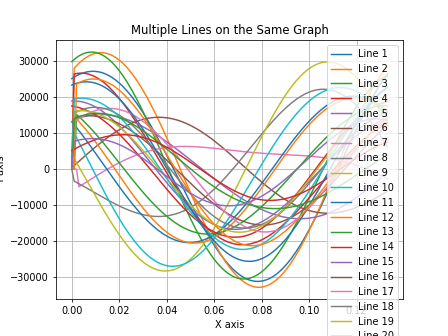 Multiple Lines on the Same Graph
30000
20000
10000
0
−10000
−20000
−30000
0.00
0.02
0.04
0.06
0.08
0.10
X axis
axis
Line 1
Line 2
Line 3
Line 4
Line 5
Line 6
Line 7
Line 8
Line 9
Line 10
Line 11
Line 12
Line 13
Line 14
Line 15
Line 16
Line 17
Line 18
Line 19
Line 20